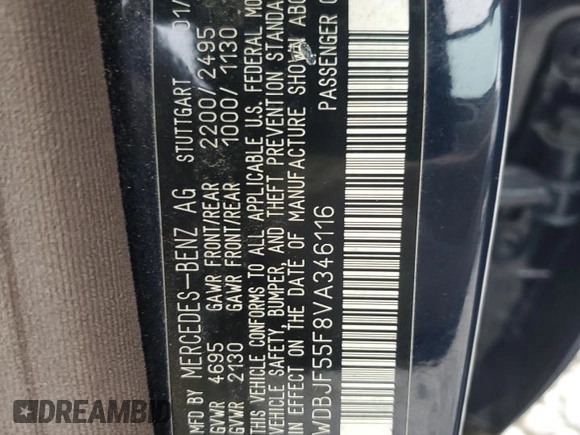 MFD BY MERCEDES-BENZ AG STUTTGART 01/
GVWR 4695 GAWR FRONT/REAR 2200/2495
GVWR 2130 GAWR FRONT/REAR 1000/1130
THIS VEHICLE CONFORMS TO ALL APPLICABLE U.S. FEDERAL MO
VEHICLE SAFETY, BUMPER, AND THEFT PREVENTION STANDA
IN EFFECT ON THE DATE OF MANUFACTURE SHOWN ABO
WDBJF55F8VA346116 PASSENGER C
DREAMBID